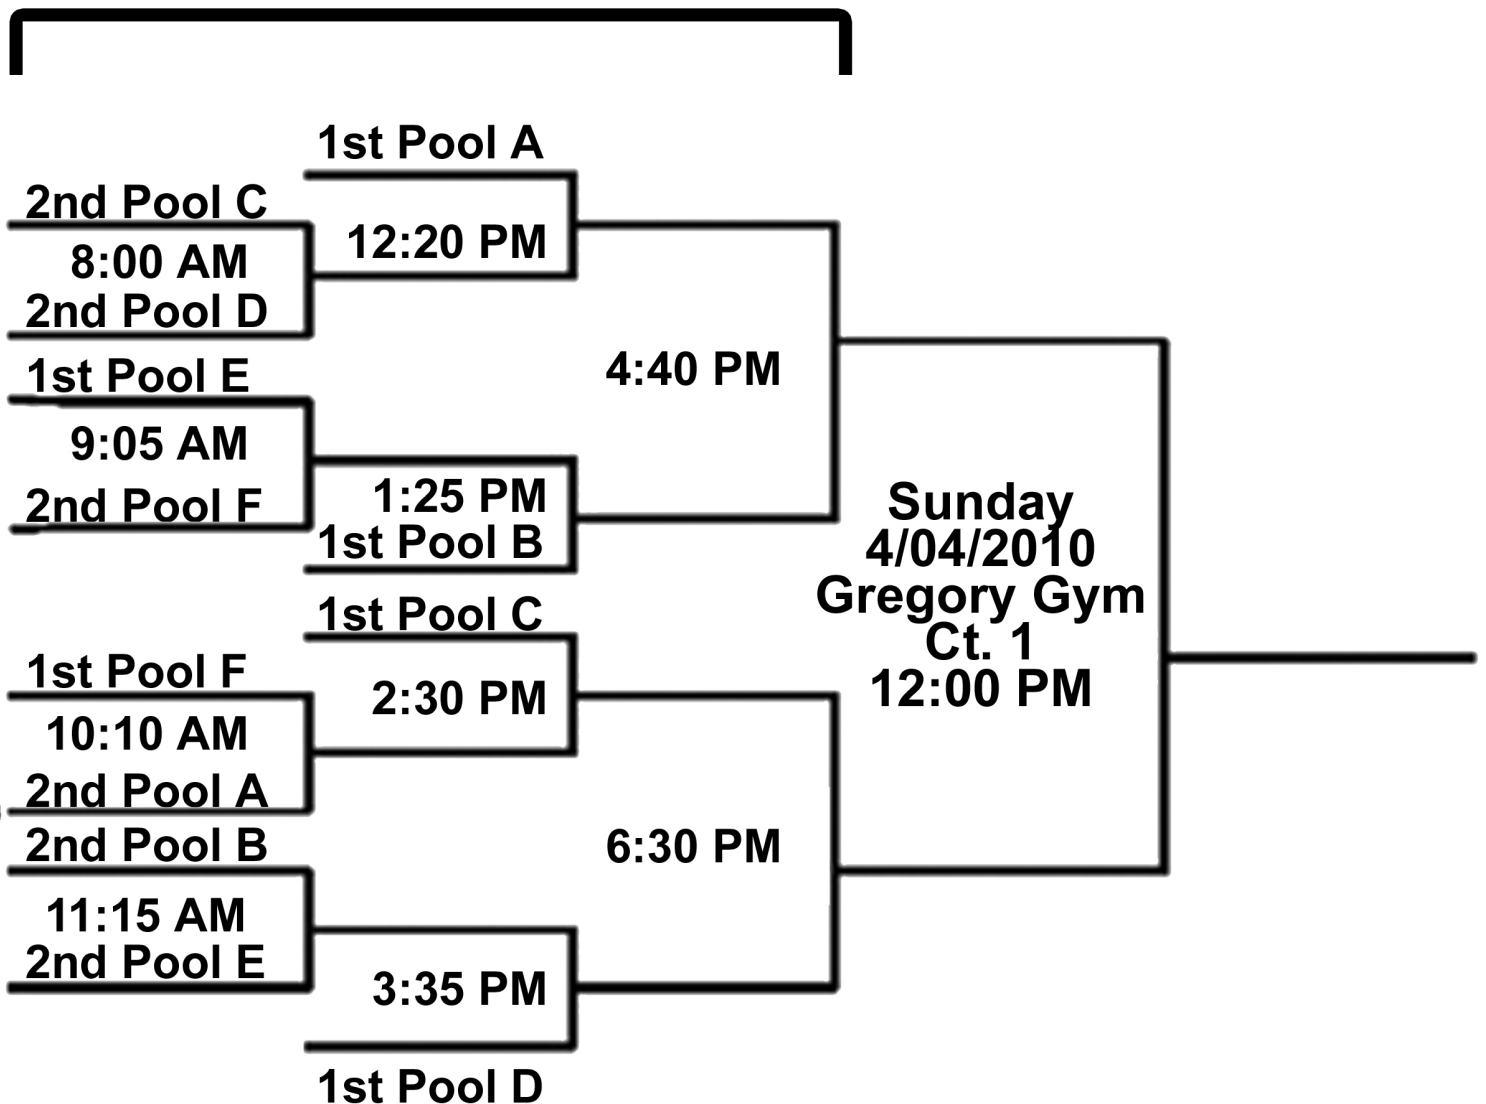 1st Pool A
2nd Pool C
12:20 PM
8:00 AM
2nd Pool D
1st Pool E
4:40 PM
9:05 AM
2nd Pool F
1:25 PM
1st Pool B
Sunday
4/04/2010
Gregory Gym
Ct. 1
12:00 PM
1st Pool C
1st Pool F
2:30 PM
10:10 AM
2nd Pool A
2nd Pool B
6:30 PM
11:15 AM
2nd Pool E
3:35 PM
1st Pool D